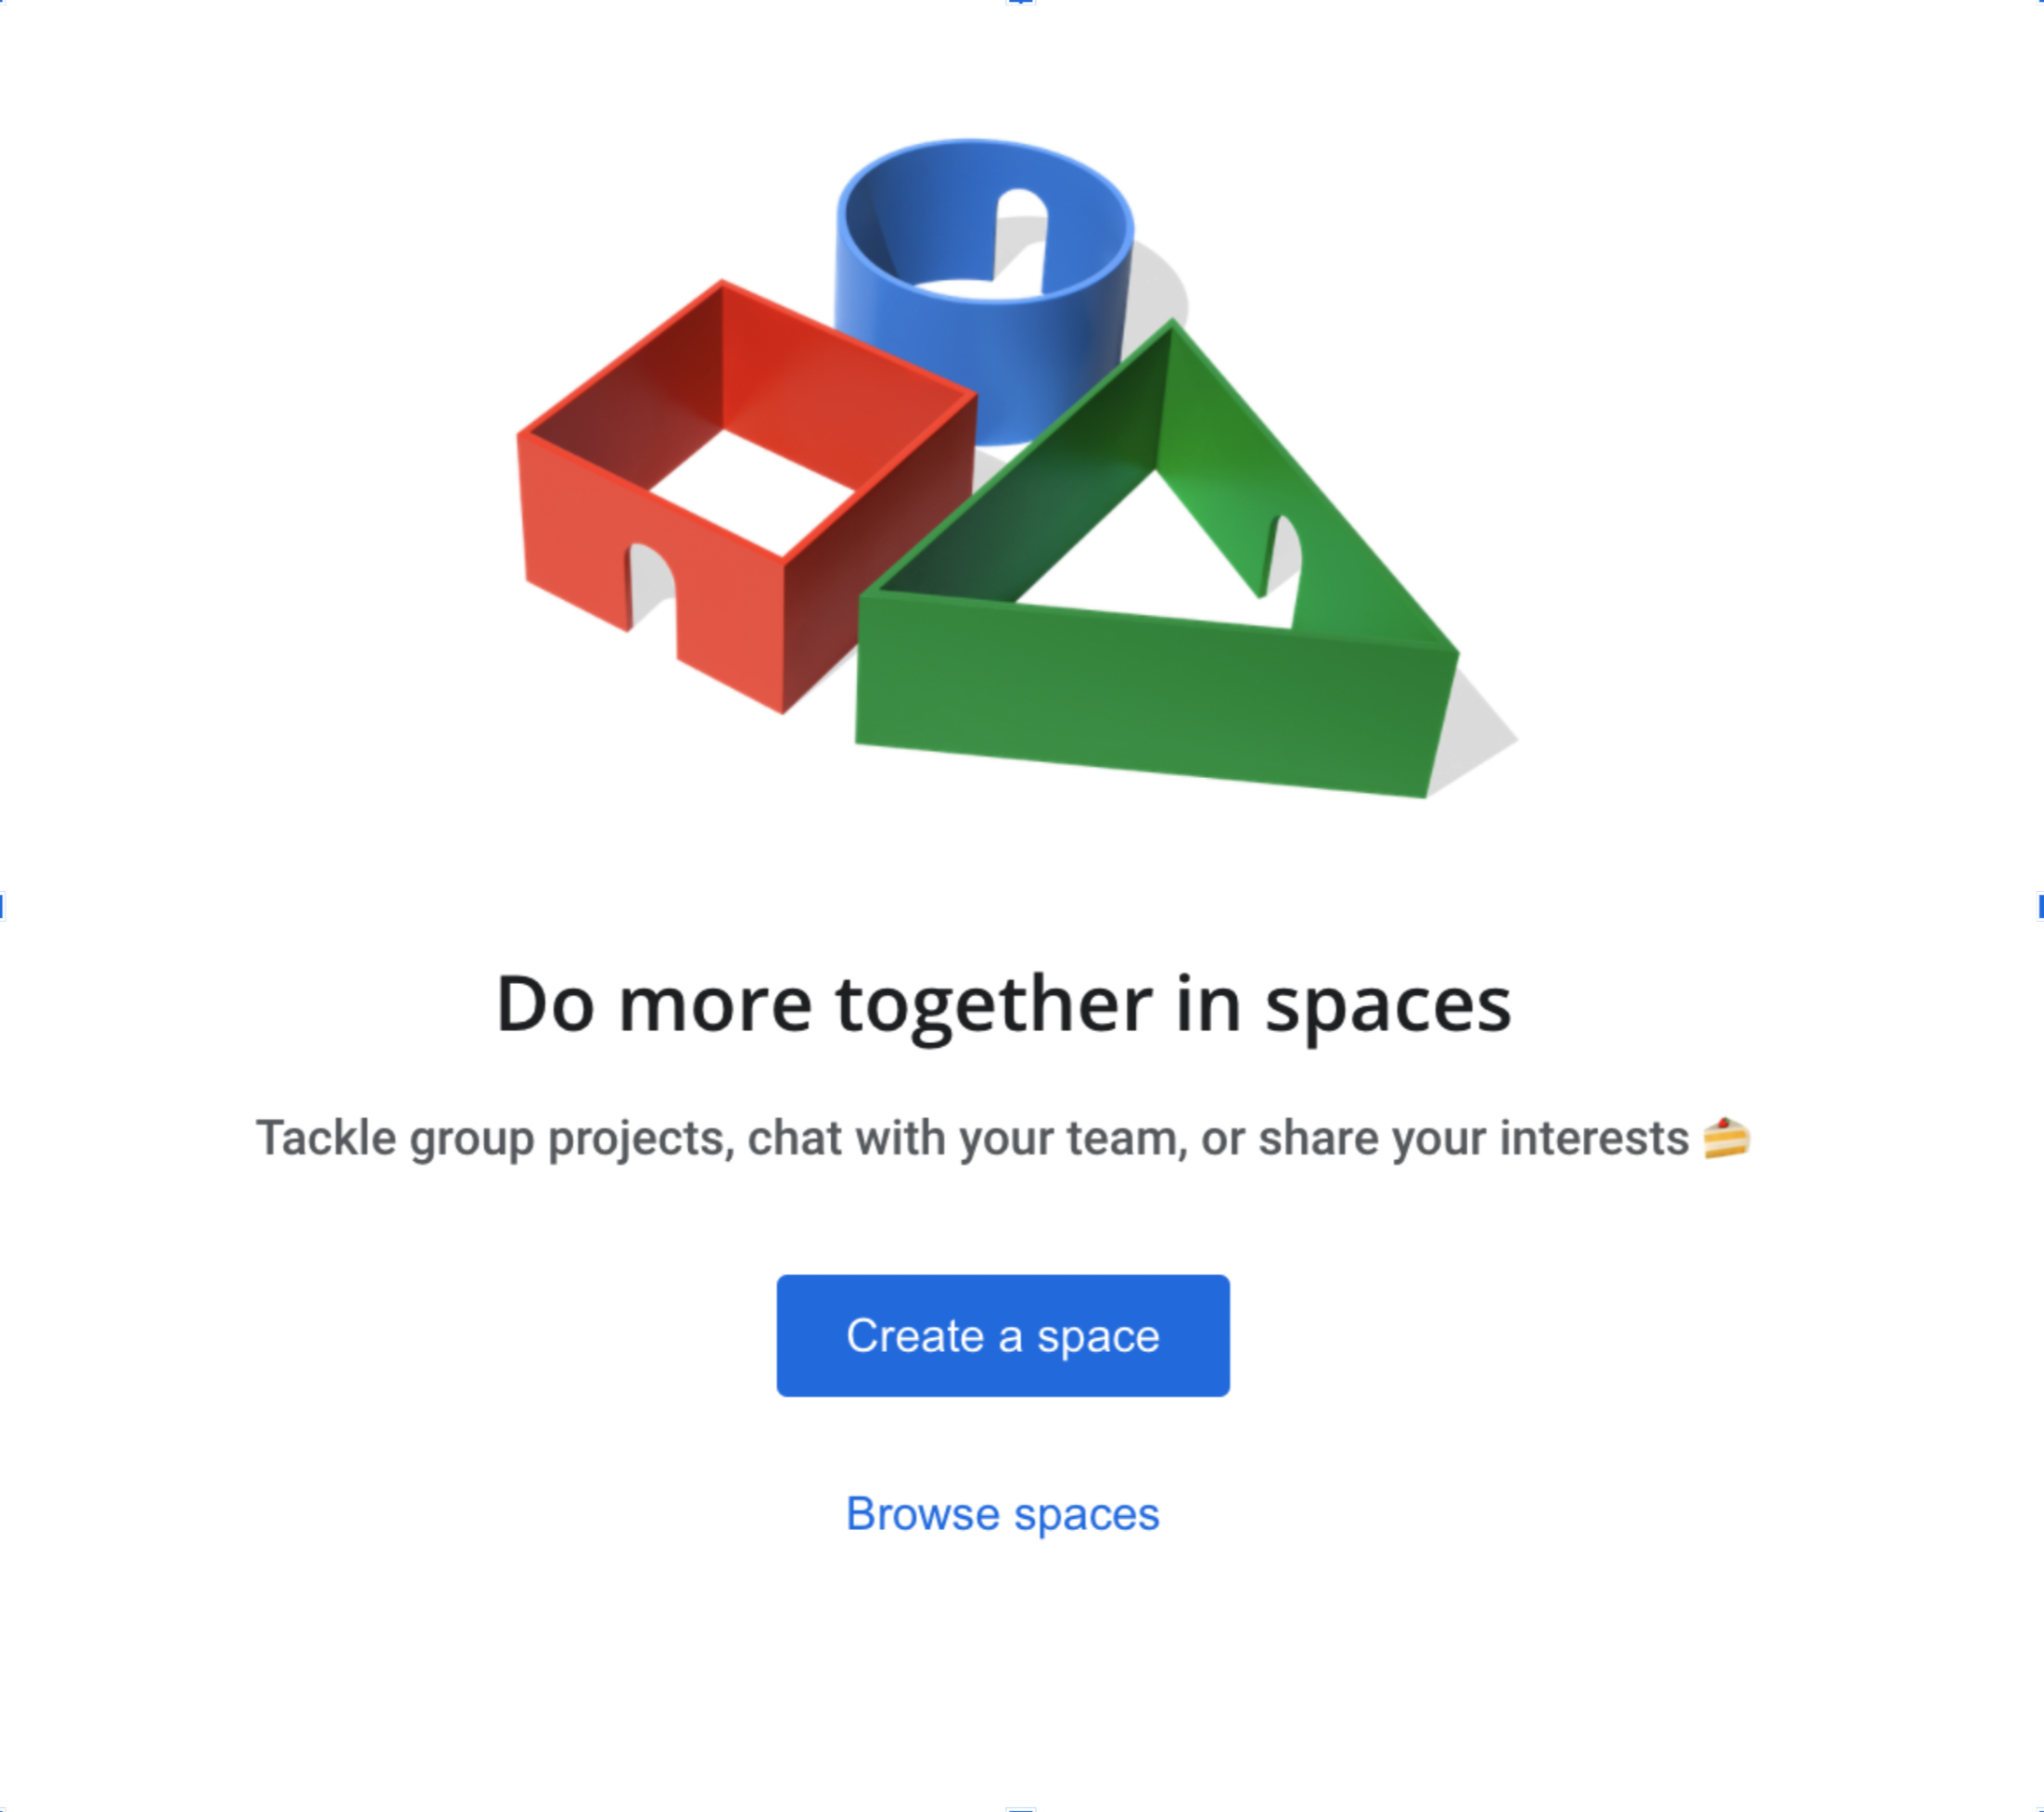 Do more together in spaces
Tackle group projects, chat with your team, or share your interests 🍰
Create a space
Browse spaces